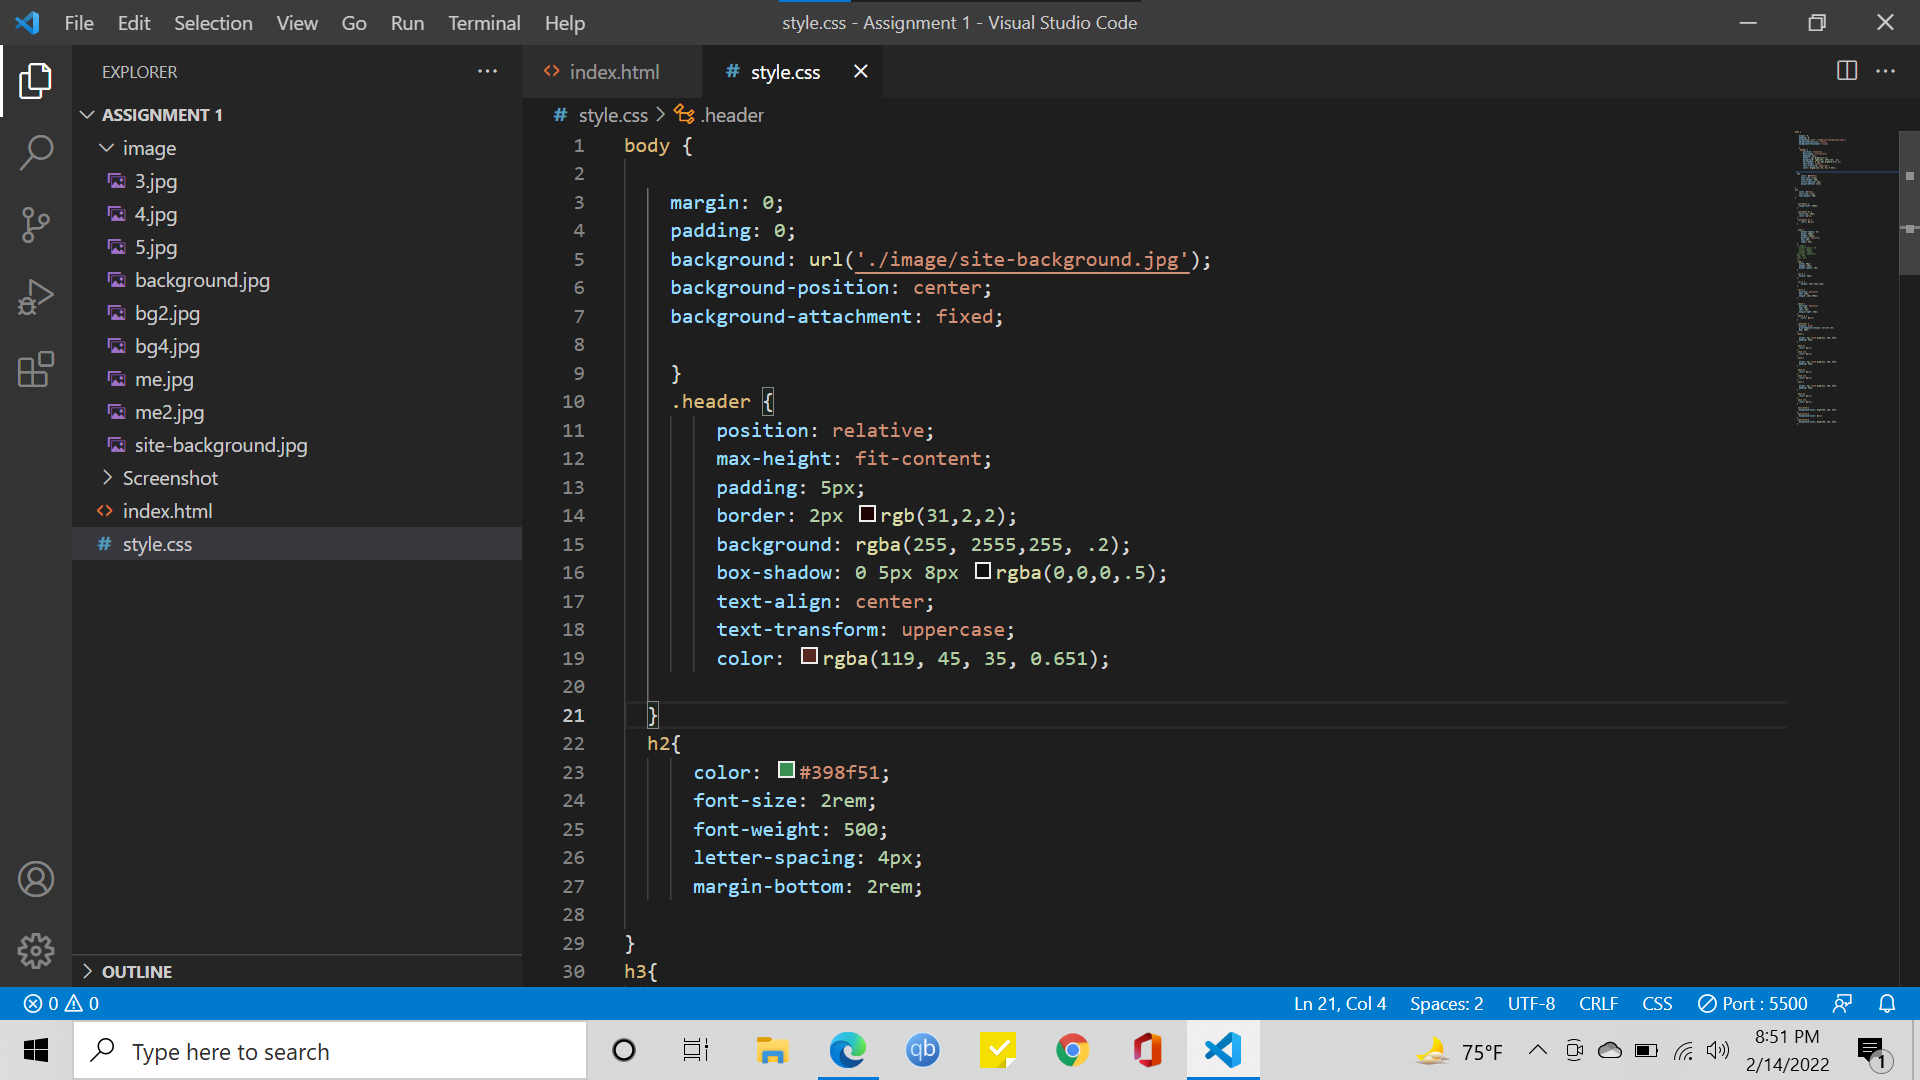 File Edit Selection View Go Run Terminal Help
style.css - Assignment 1 - Visual Studio Code
EXPLORER
ASSIGNMENT 1
image
3.jpg
4.jpg
5.jpg
background.jpg
bg2.jpg
bg4.jpg
me.jpg
me2.jpg
site-background.jpg
Screenshot
<> index.html
# style.css
OUTLINE
<> index.html
# style.css
# style.css > .header
1 body {
2
3 margin: 0;
4 padding: 0;
5 background: url('./image/site-background.jpg');
6 background-position: center;
7 background-attachment: fixed;
8
9 }
10 .header {
11 position: relative;
12 max-height: fit-content;
13 padding: 5px;
14 border: 2px rgb(31,2,2);
15 background: rgba(255, 2555,255, .2);
16 box-shadow: 0 5px 8px rgba(0,0,0,.5);
17 text-align: center;
18 text-transform: uppercase;
19 color: rgba(119, 45, 35, 0.651);
20
21 }
22 h2{
23 color: #398f51;
24 font-size: 2rem;
25 font-weight: 500;
26 letter-spacing: 4px;
27 margin-bottom: 2rem;
28
29 }
30 h3{
0 0
Ln 21, Col 4 Spaces: 2 UTF-8 CRLF CSS Port : 5500
Type here to search
qb
75°F
8:51 PM
2/14/2022
1